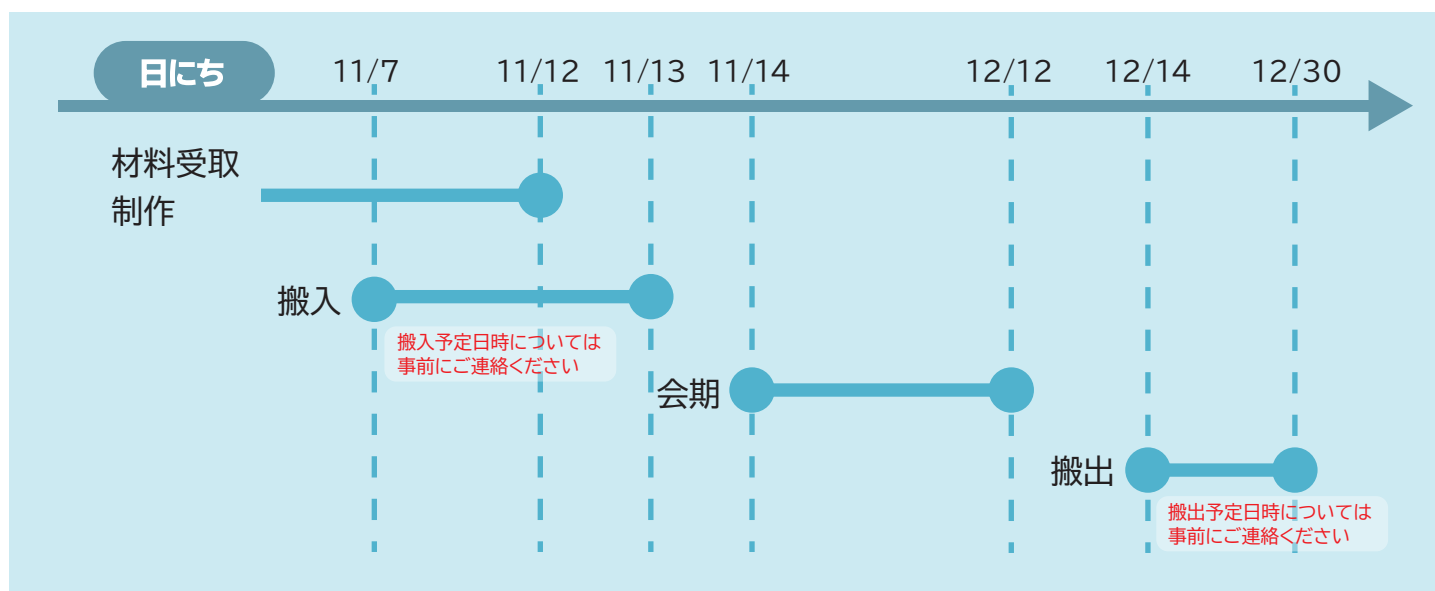 日にち
11/7
11/12
11/13
11/14
12/12
12/14
12/30
材料受取
制作
搬入
搬入予定日時については
事前にご連絡ください
会期
搬出
搬出予定日時については
事前にご連絡ください